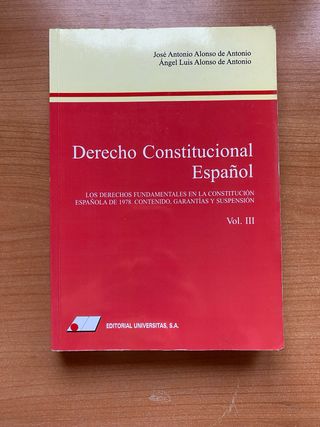 José Antonio Alonso de Antonio
Ángel Luis Alonso de Antonio
Derecho Constitucional
Español
LOS DERECHOS FUNDAMENTALES EN LA CONSTITUCIÓN
ESPAÑOLA DE 1978. CONTENIDO, GARANTÍAS Y SUSPENSIÓN
Vol. III
EDITORIAL UNIVERSITAS, S.A.